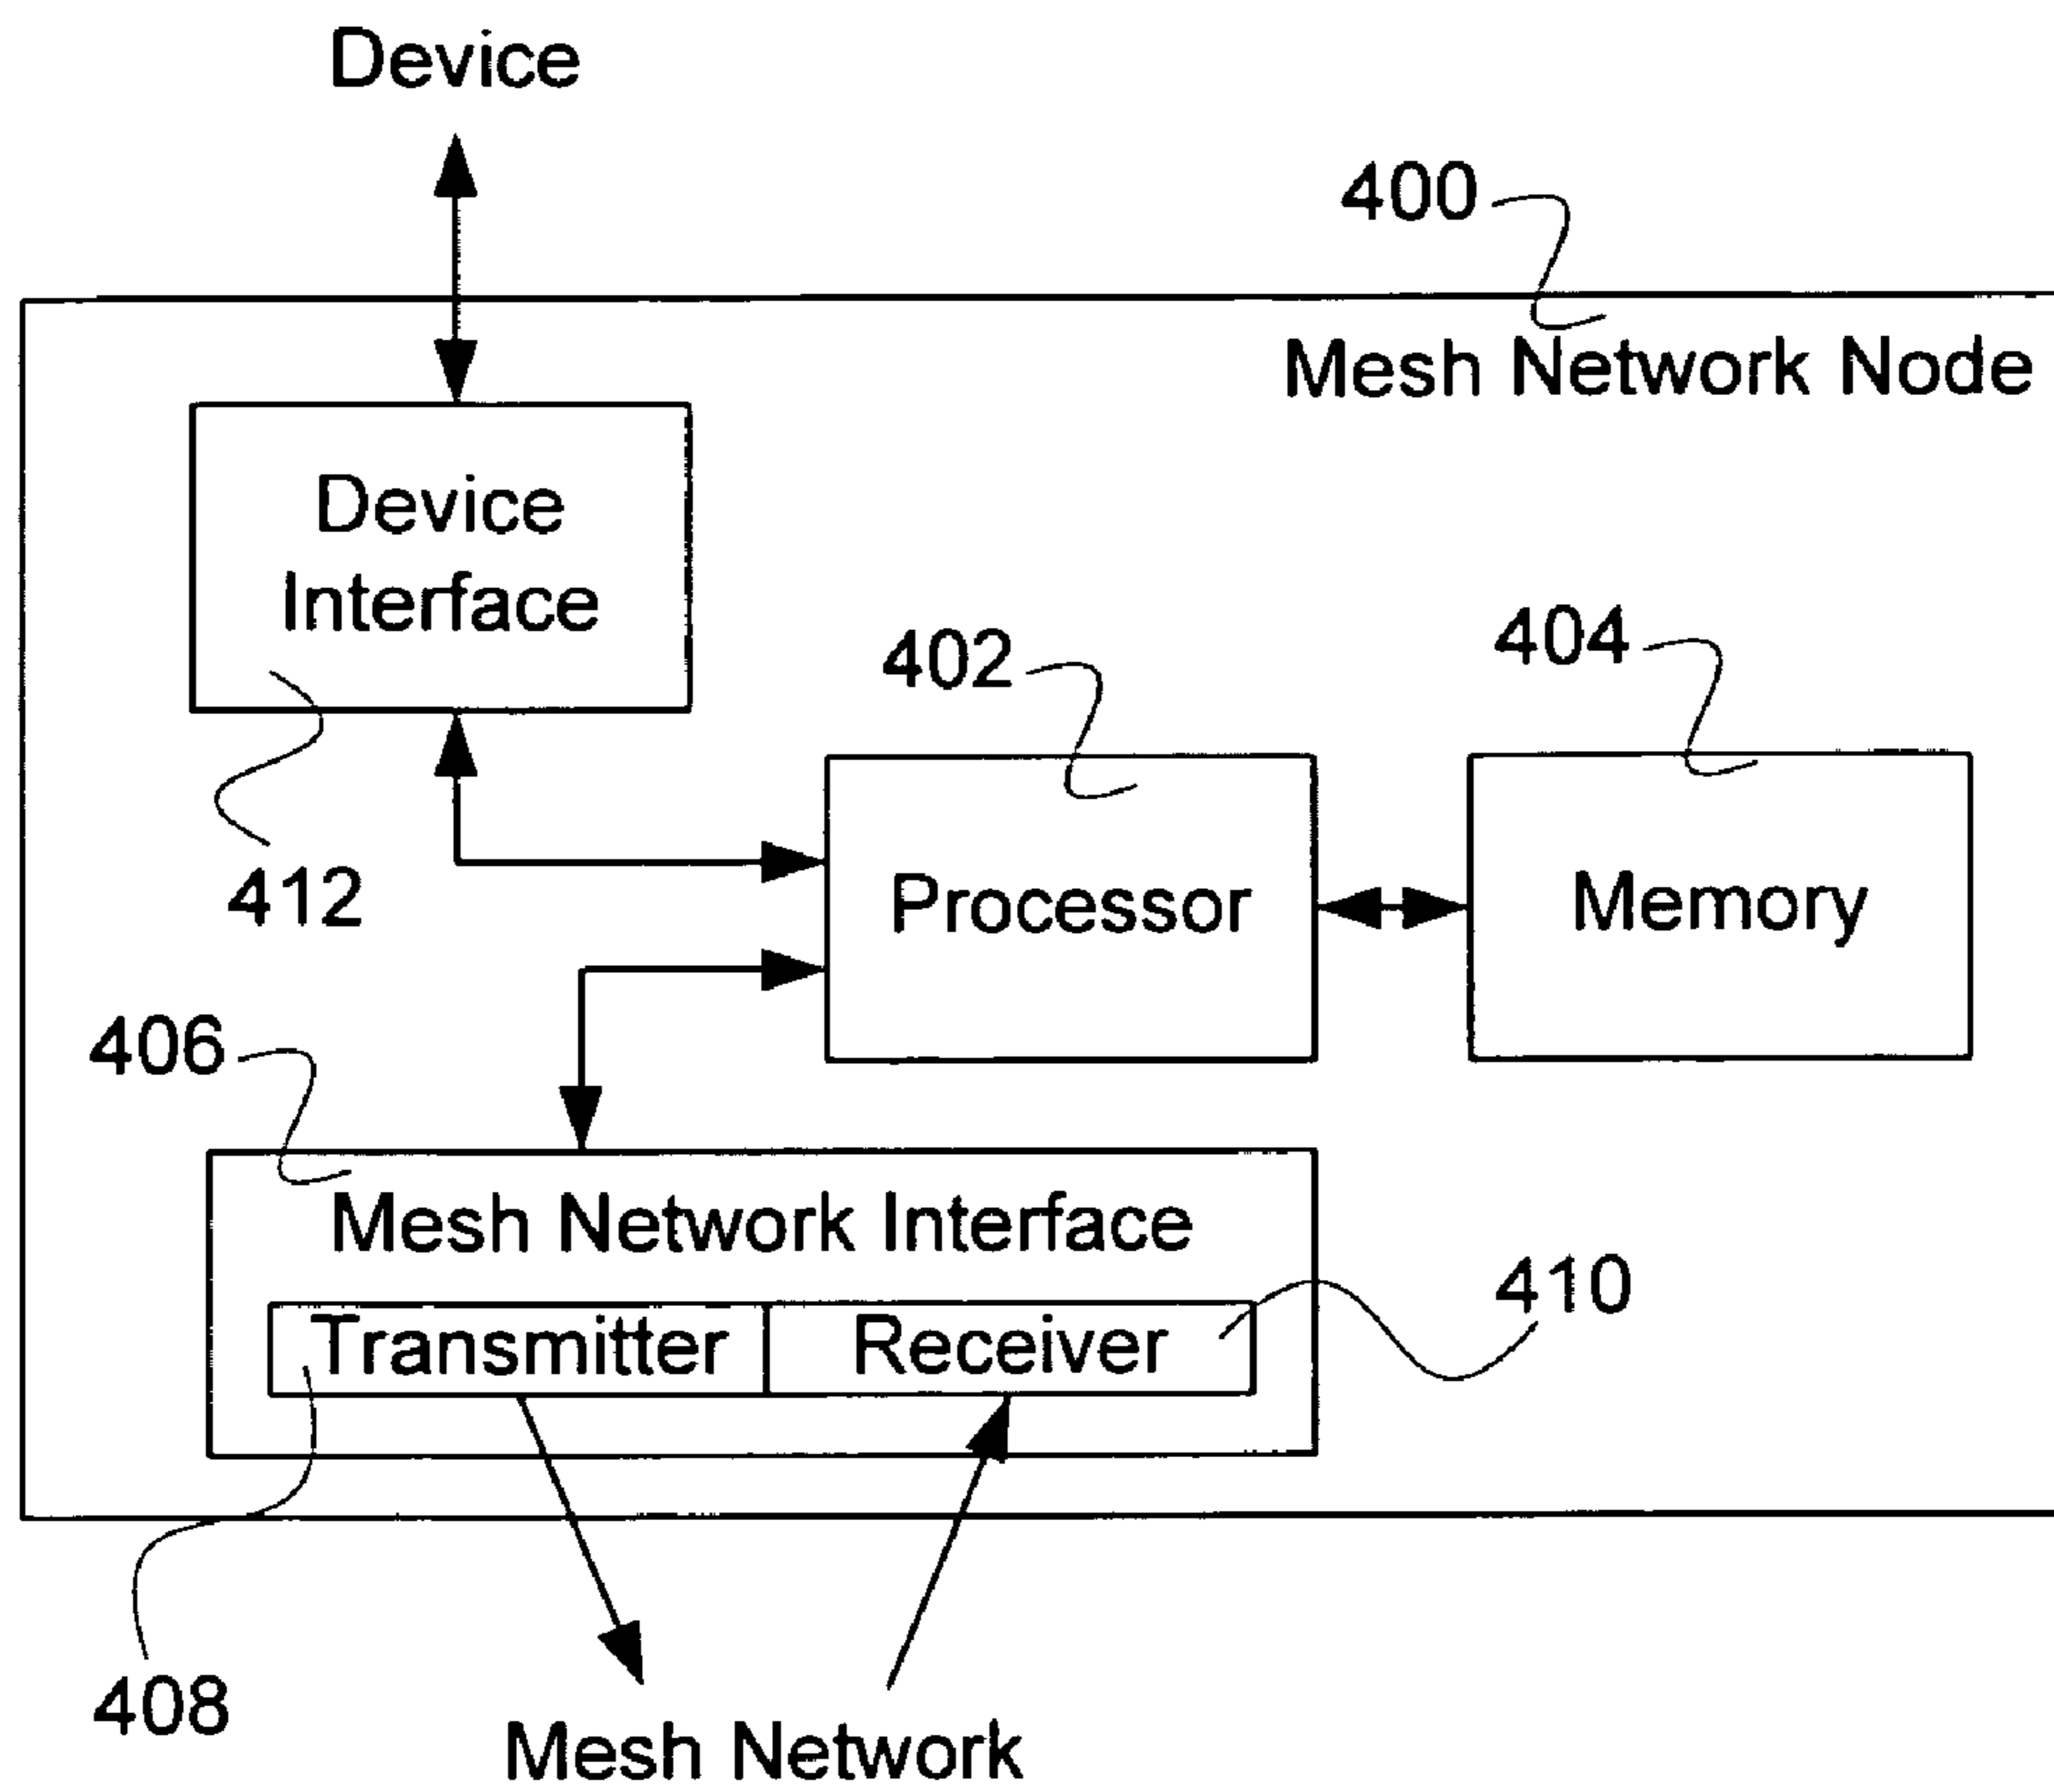 Device
400
Mesh Network Node
Device
Interface
402
404
412
Processor
Memory
406
Mesh Network Interface
410
Transmitter
Receiver
408
Mesh Network